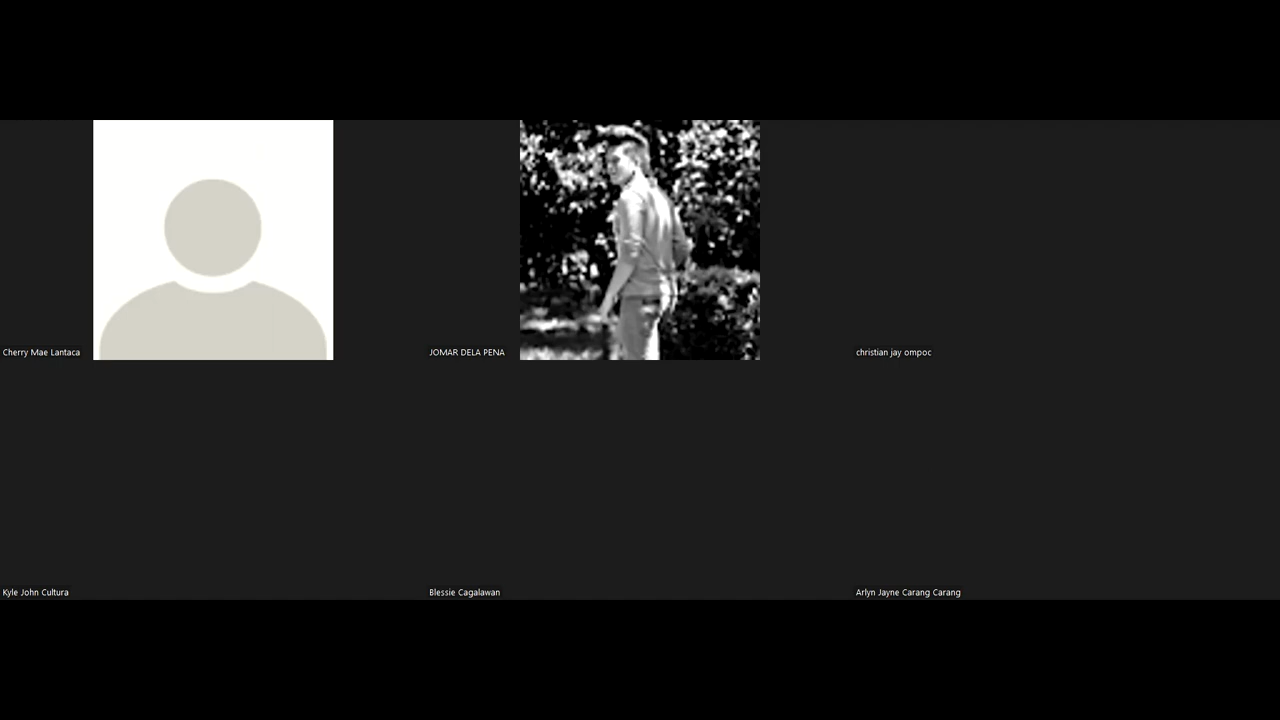 Cherry Mae Lantaca
JOMAR DELA PENA
christian jay ompoc
Kyle John Cultura
Blessie Cagalawan
Arlyn Jayne Carang Carang